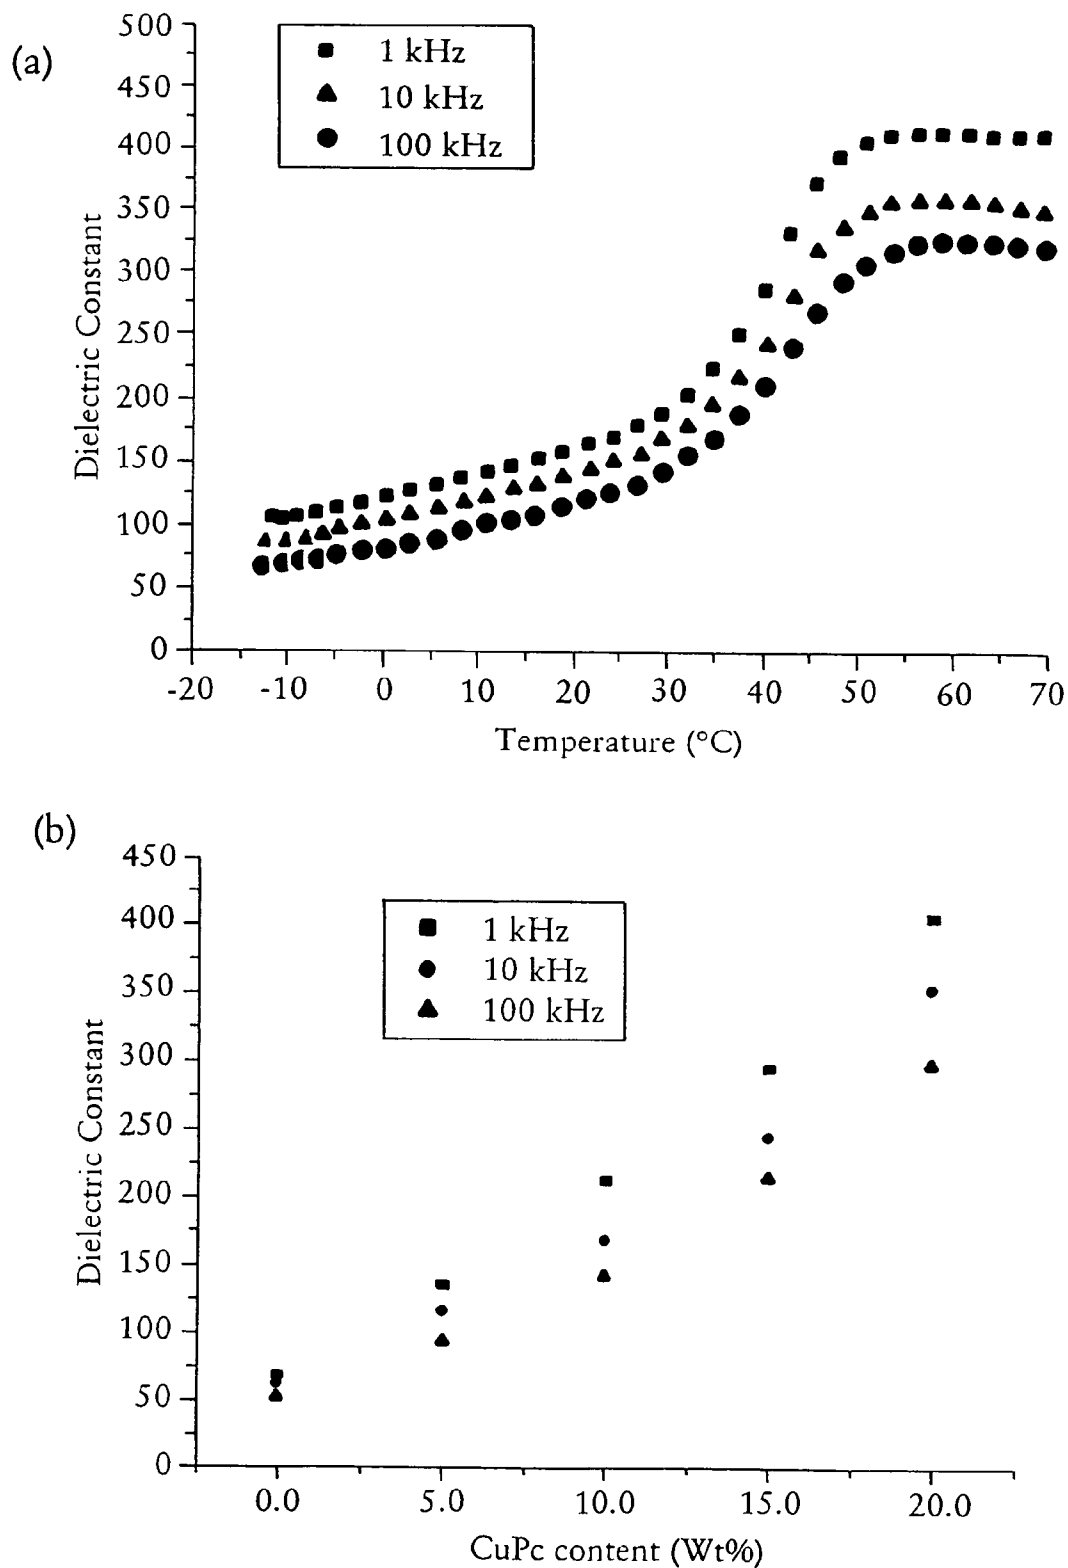 (a)
500
450
400
350
300
250
200
150
100
50
0
Dielectric Constant
1 kHz
10 kHz
100 kHz
-20 -10 0 10 20 30 40 50 60 70
Temperature (°C)
(b)
450
400
350
300
250
200
150
100
50
0
Dielectric Constant
1 kHz
10 kHz
100 kHz
0.0 5.0 10.0 15.0 20.0
CuPc content (Wt%)